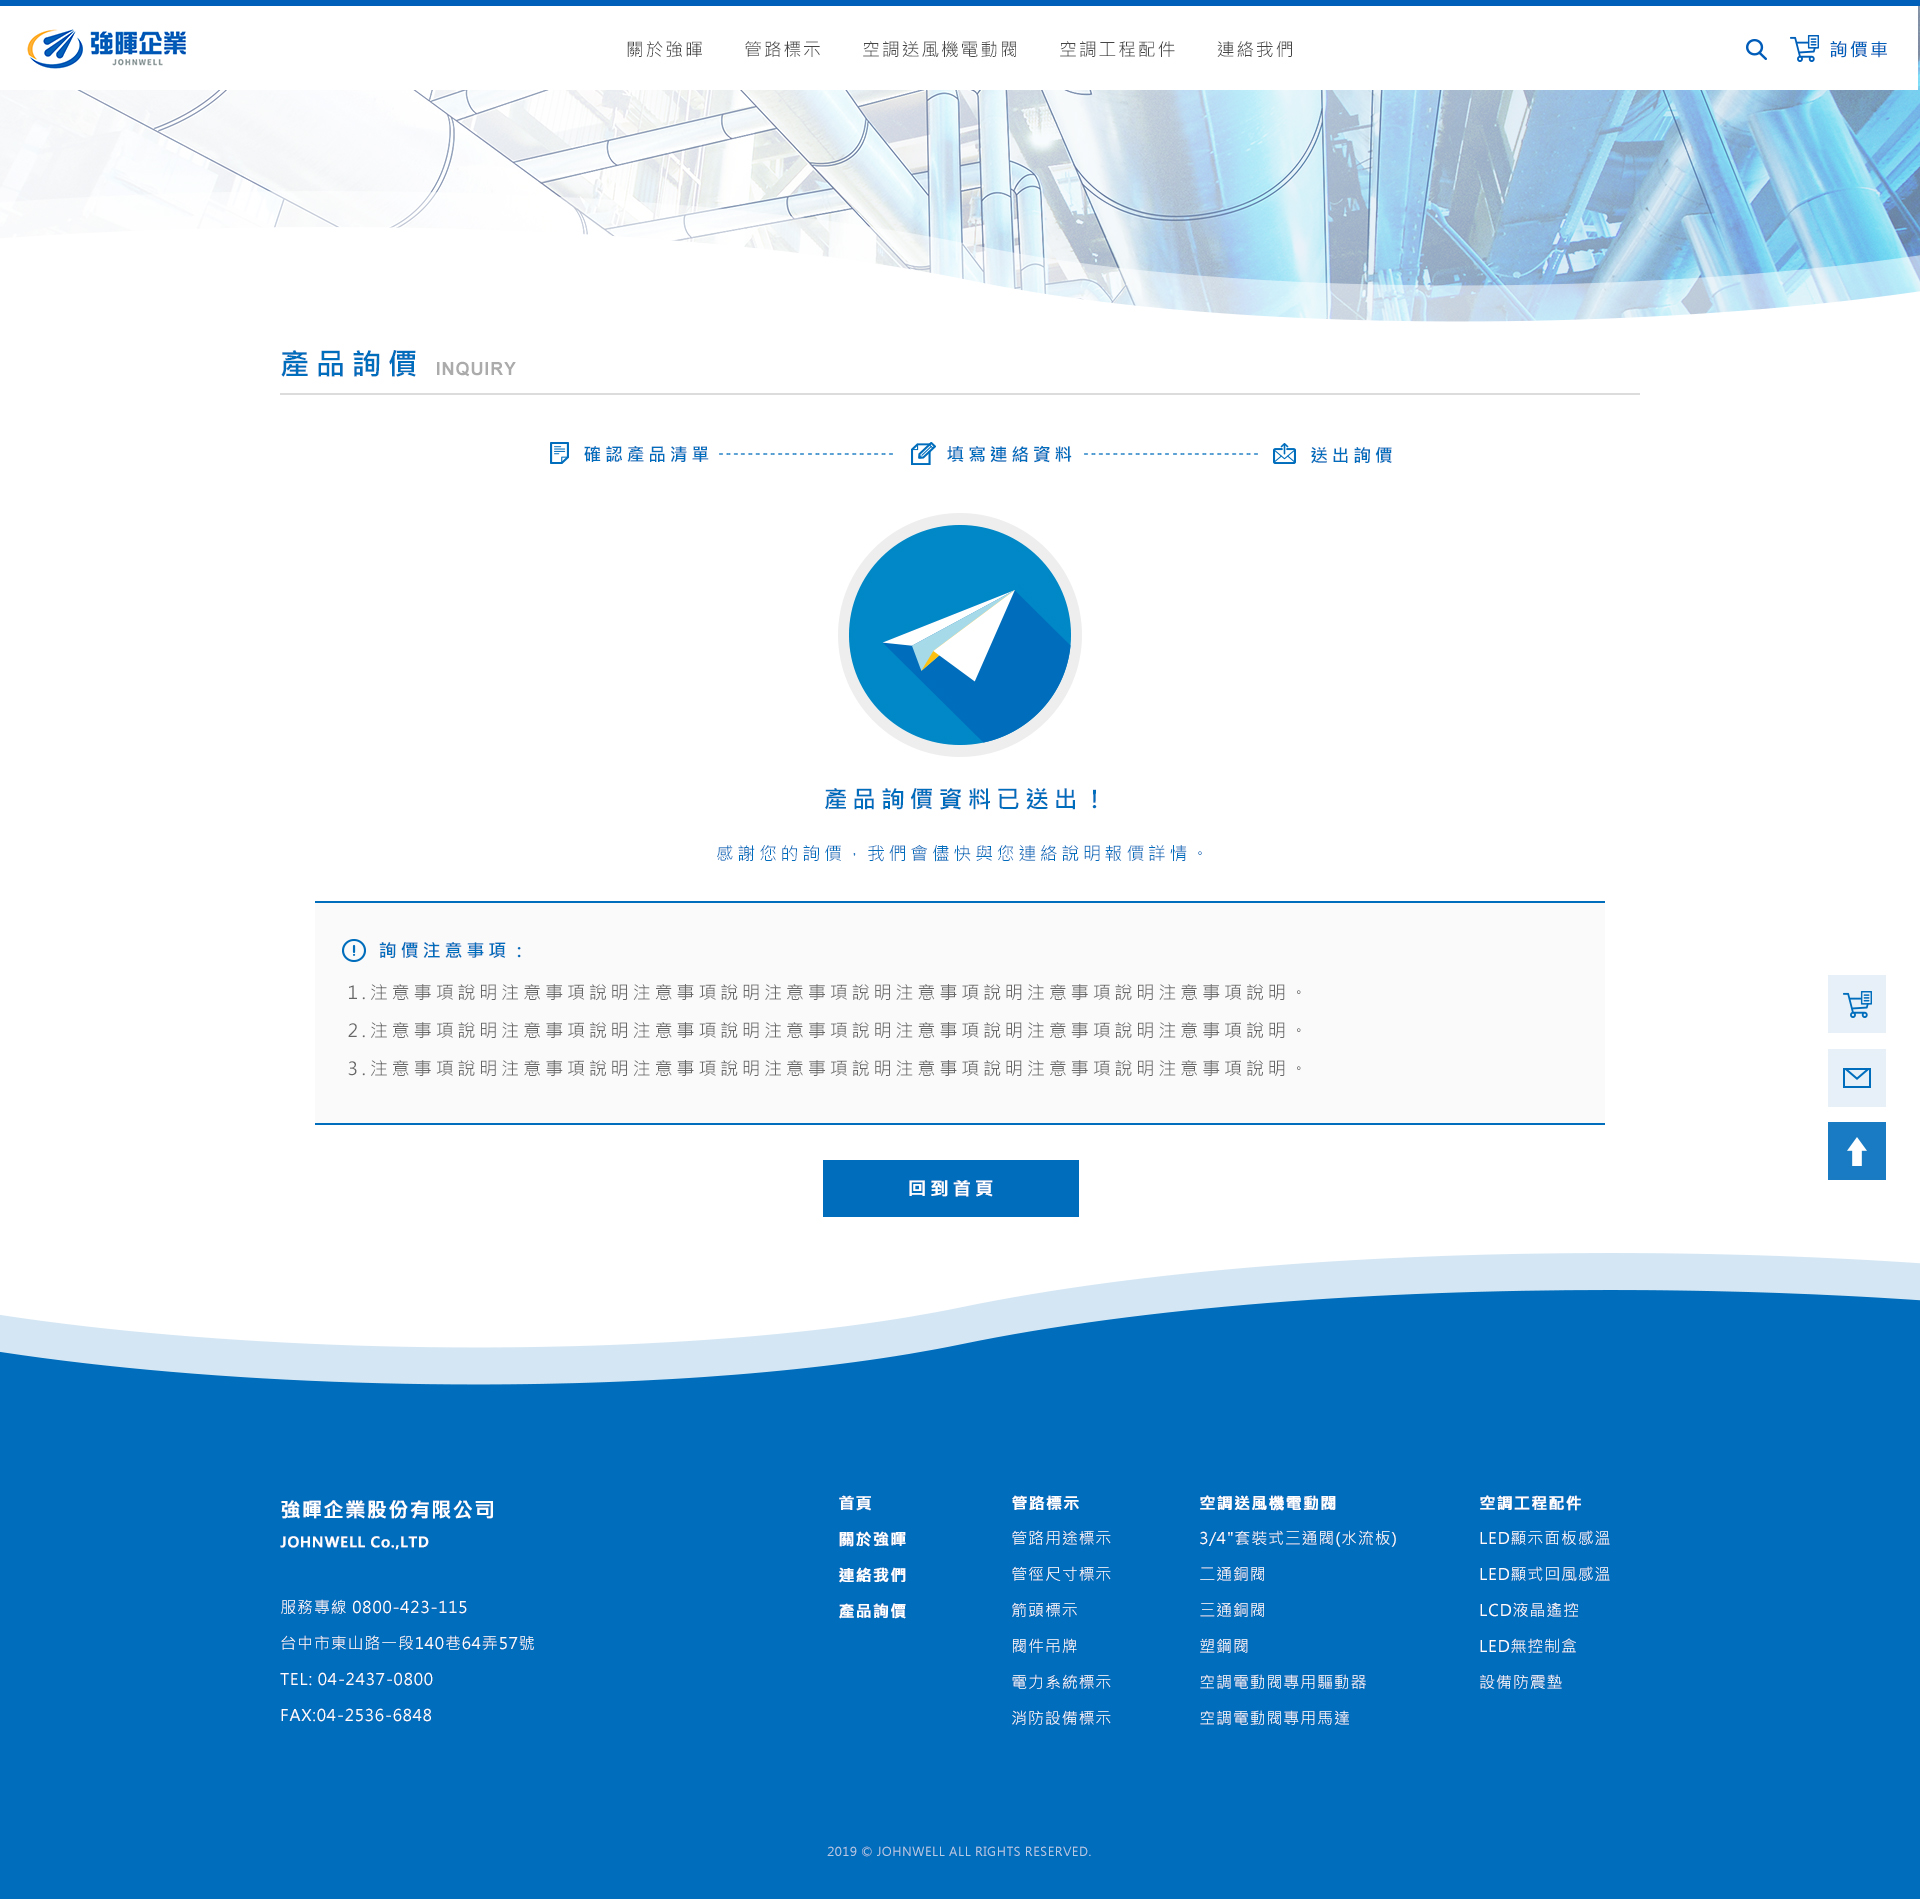 強暉企業
JOHNWELL
關於強暉 管路標示 空調送風機電動閥 空調工程配件 連絡我們
詢價車
產品詢價 INQUIRY
確認產品清單 填寫連絡資料 送出詢價
產品詢價資料已送出！
感謝您的詢價，我們會儘快與您連絡說明報價詳情。
詢價注意事項：
1.注意事項說明注意事項說明注意事項說明注意事項說明注意事項說明注意事項說明注意事項說明。
2.注意事項說明注意事項說明注意事項說明注意事項說明注意事項說明注意事項說明注意事項說明。
3.注意事項說明注意事項說明注意事項說明注意事項說明注意事項說明注意事項說明注意事項說明。
回到首頁
強暉企業股份有限公司
JOHNWELL Co.,LTD
服務專線 0800-423-115
台中市東山路一段140巷64弄57號
TEL: 04-2437-0800
FAX:04-2536-6848
首頁
關於強暉
連絡我們
產品詢價
管路標示
管路用途標示
管徑尺寸標示
箭頭標示
閥件吊牌
電力系統標示
消防設備標示
空調送風機電動閥
3/4"套裝式三通閥(水流板)
二通銅閥
三通銅閥
塑鋼閥
空調電動閥專用驅動器
空調電動閥專用馬達
空調工程配件
LED顯示面板感溫
LED顯式回風感溫
LCD液晶遙控
LED無控制盒
設備防震墊
2019 © JOHNWELL ALL RIGHTS RESERVED.